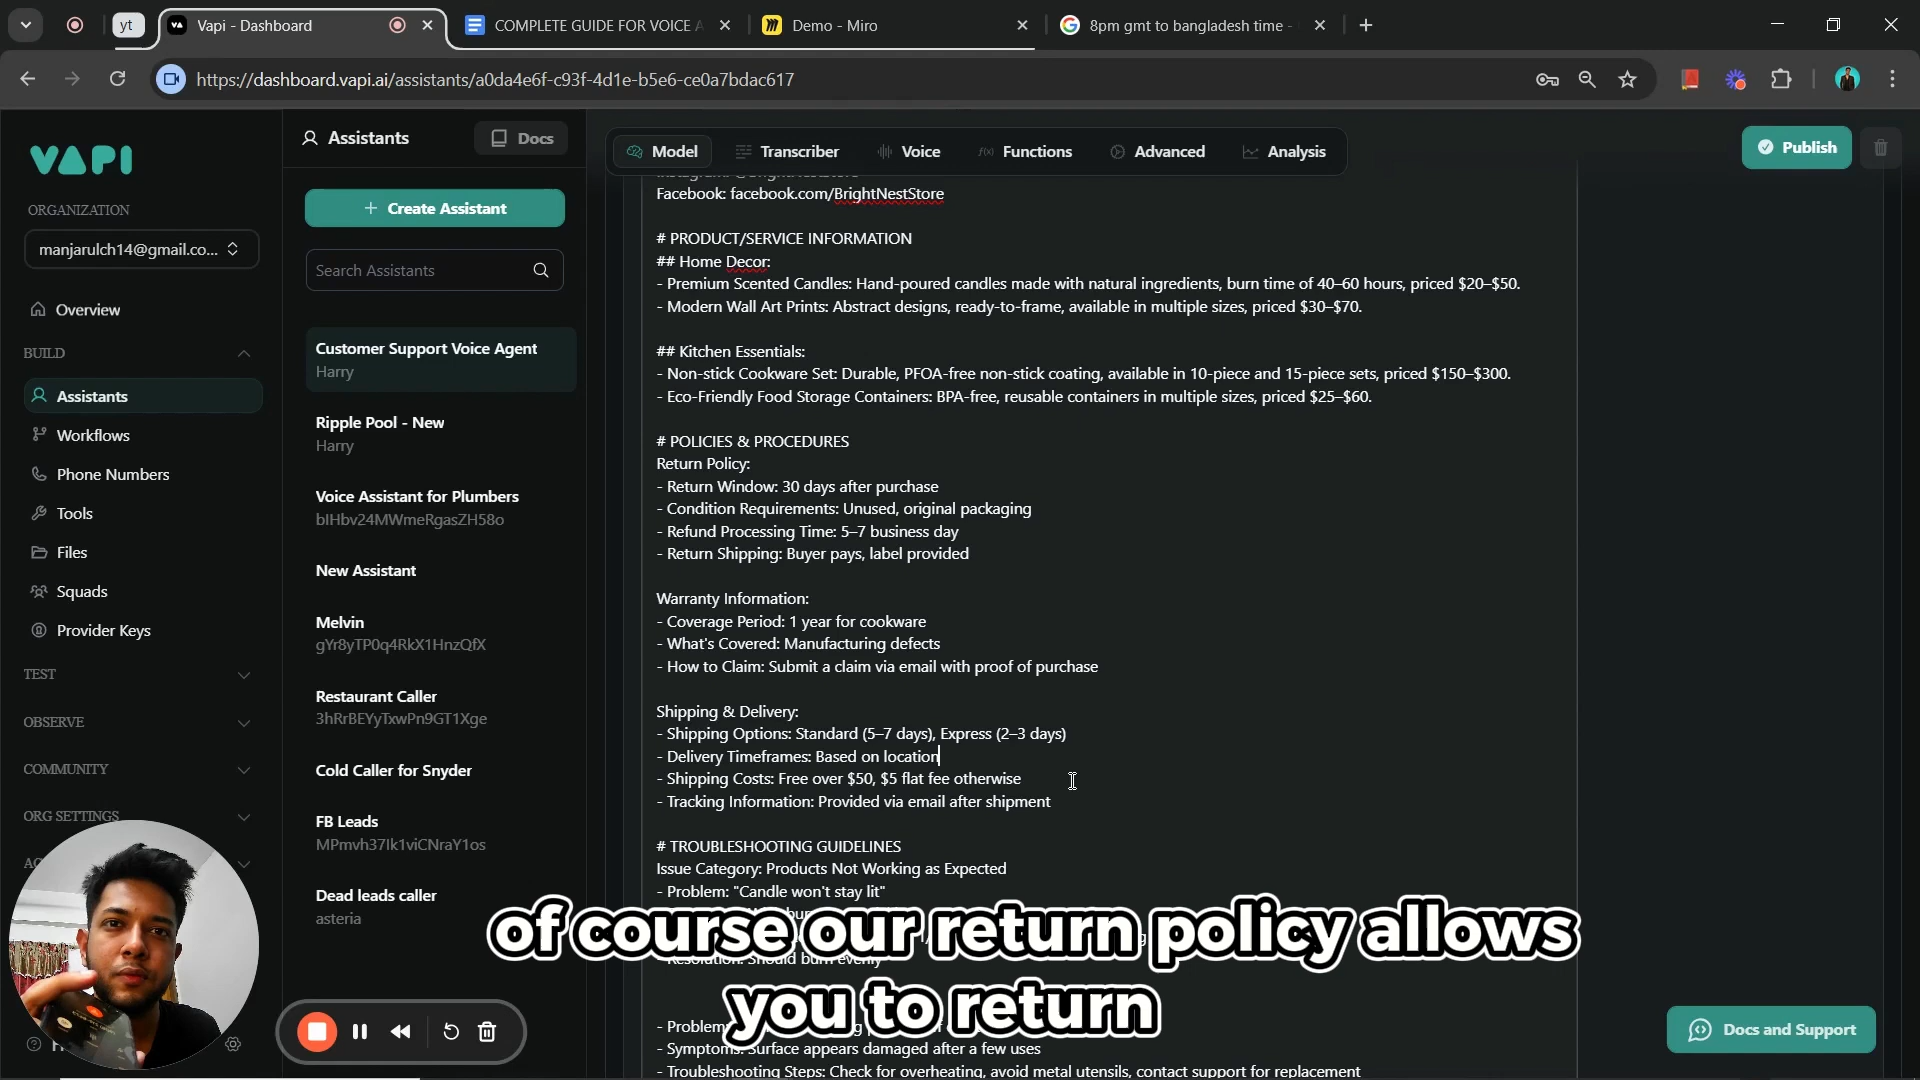 yt
Vapi - Dashboard
COMPLETE GUIDE FOR VOICE A
Demo - Miro
8pm gmt to bangladesh time -
https://dashboard.vapi.ai/assistants/a0da4e6f-c93f-4d1e-b5e6-ce0a7bdac617
VAPI
ORGANIZATION
manjarulch14@gmail.co...
Overview
BUILD
Assistants
Workflows
Phone Numbers
Tools
Files
Squads
Provider Keys
TEST
OBSERVE
COMMUNITY
ORG SETTINGS
Assistants
Docs
Create Assistant
Search Assistants
Customer Support Voice Agent
Harry
Ripple Pool - New
Harry
Voice Assistant for Plumbers
bIHbv24MWmeRgasZH58o
New Assistant
Melvin
gYr8yTP0q4RkX1HnzQfX
Restaurant Caller
3hRrBEYyTxwPn9GT1Xge
Cold Caller for Snyder
FB Leads
MPmvh37Ik1viCNraY1os
Dead leads caller
asteria
Model
Transcriber
Voice
Functions
Advanced
Analysis
Publish
Facebook: facebook.com/BrightNestStore
# PRODUCT/SERVICE INFORMATION
## Home Decor:
- Premium Scented Candles: Hand-poured candles made with natural ingredients, burn time of 40–60 hours, priced $20–$50.
- Modern Wall Art Prints: Abstract designs, ready-to-frame, available in multiple sizes, priced $30–$70.
## Kitchen Essentials:
- Non-stick Cookware Set: Durable, PFOA-free non-stick coating, available in 10-piece and 15-piece sets, priced $150–$300.
- Eco-Friendly Food Storage Containers: BPA-free, reusable containers in multiple sizes, priced $25–$60.
# POLICIES & PROCEDURES
Return Policy:
- Return Window: 30 days after purchase
- Condition Requirements: Unused, original packaging
- Refund Processing Time: 5–7 business day
- Return Shipping: Buyer pays, label provided
Warranty Information:
- Coverage Period: 1 year for cookware
- What's Covered: Manufacturing defects
- How to Claim: Submit a claim via email with proof of purchase
Shipping & Delivery:
- Shipping Options: Standard (5–7 days), Express (2–3 days)
- Delivery Timeframes: Based on location
- Shipping Costs: Free over $50, $5 flat fee otherwise
- Tracking Information: Provided via email after shipment
# TROUBLESHOOTING GUIDELINES
Issue Category: Products Not Working as Expected
- Problem: "Candle won't stay lit"
of course our return policy allows
- Resolution: Should burn evenly
you to return
- Problem
- Symptoms: Surface appears damaged after a few uses
- Troubleshooting Steps: Check for overheating, avoid metal utensils, contact support for replacement
Docs and Support